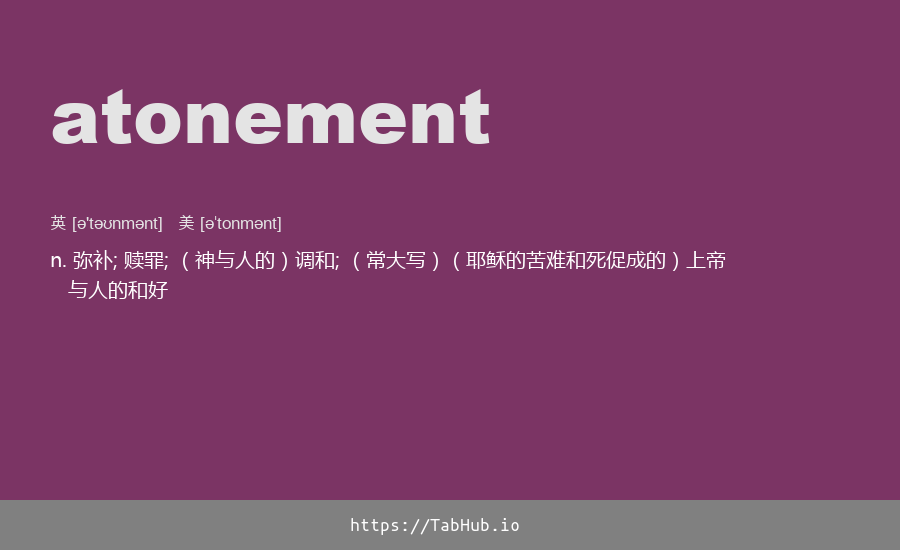 atonement
英 [ə'təʊnmənt] 美 [ə'tonmənt]
n. 弥补; 赎罪; （神与人的）调和; （常大写）（耶稣的苦难和死促成的）上帝
与人的和好
https://TabHub.io